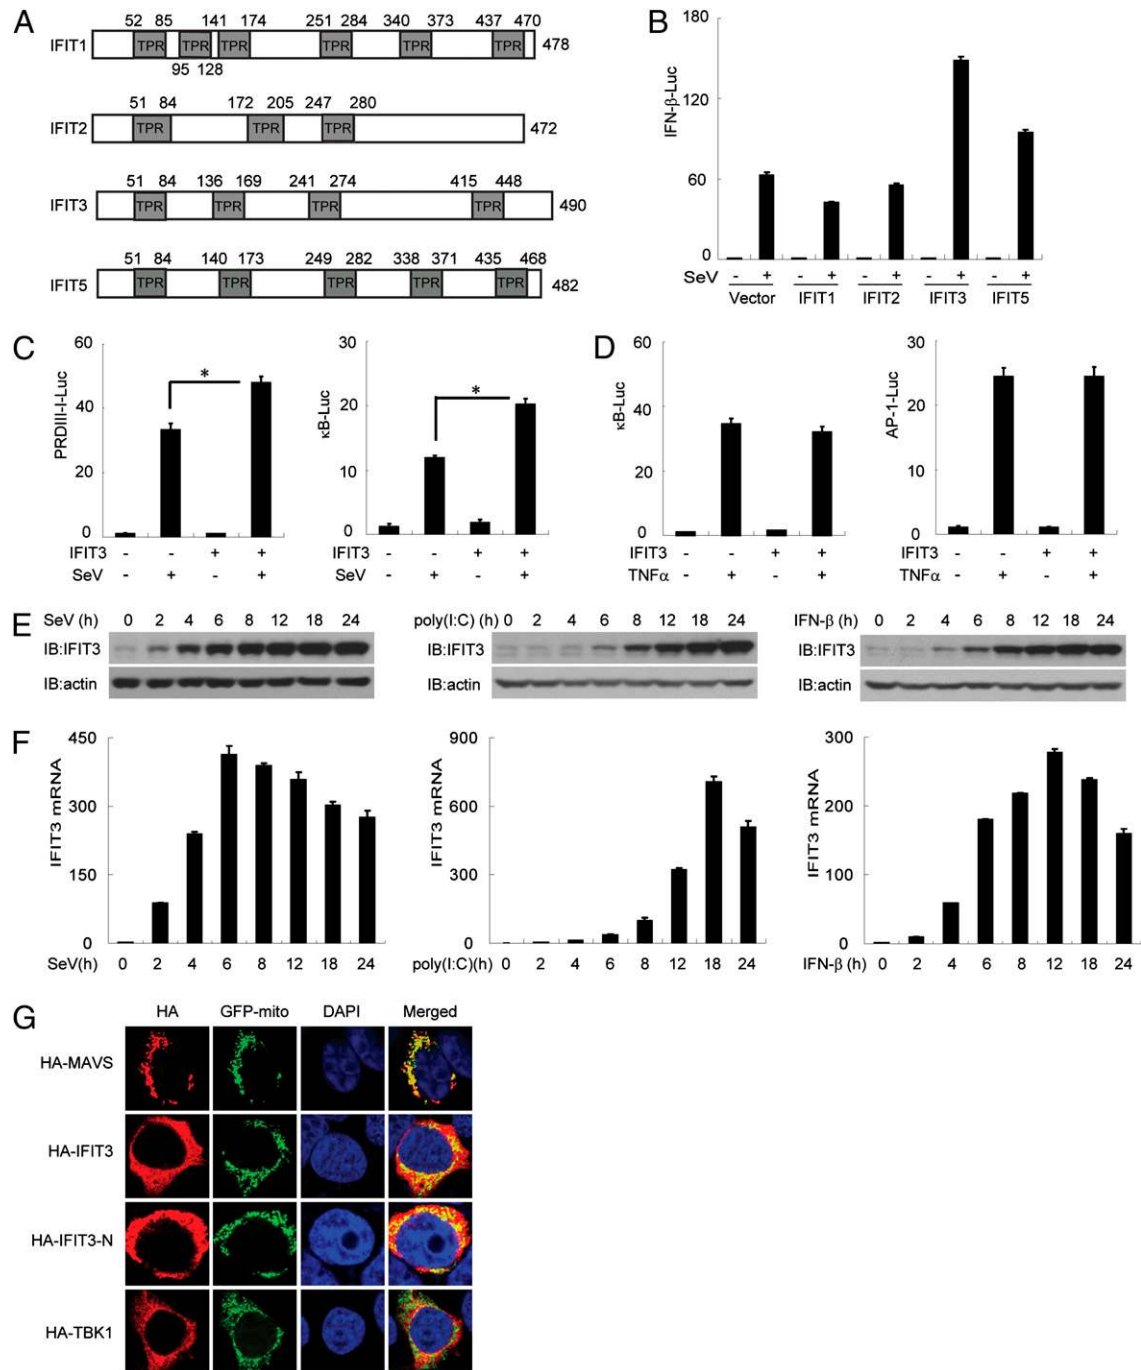 A
52 85 141 174 251 284 340 373 437 470
IFIT1 TPR TPR TPR TPR TPR TPR 478
95 128
51 84 172 205 247 280
IFIT2 TPR TPR TPR 472
51 84 136 169 241 274 415 448
IFIT3 TPR TPR TPR TPR 490
51 84 140 173 249 282 338 371 435 468
IFIT5 TPR TPR TPR TPR TPR 482
B
IFN-β-Luc
180
120
60
0
SeV - + - + - + - + - +
Vector IFIT1 IFIT2 IFIT3 IFIT5
C
PRDIII-I-Luc
60
40
20
0
*
IFIT3 - - + +
SeV - + - +
κB-Luc
30
20
10
0
*
IFIT3 - - + +
SeV - + - +
D
κB-Luc
60
40
20
0
IFIT3 - - + +
TNFα - + - +
AP-1-Luc
30
20
10
0
IFIT3 - - + +
TNFα - + - +
E
SeV (h) 0 2 4 6 8 12 18 24
IB:IFIT3
IB:actin
poly(I:C) (h) 0 2 4 6 8 12 18 24
IB:IFIT3
IB:actin
IFN-β (h) 0 2 4 6 8 12 18 24
IB:IFIT3
IB:actin
F
IFIT3 mRNA
450
300
150
0
SeV(h) 0 2 4 6 8 12 18 24
IFIT3 mRNA
900
600
300
0
poly(I:C)(h) 0 2 4 6 8 12 18 24
IFIT3 mRNA
300
200
100
0
IFN-β (h) 0 2 4 6 8 12 18 24
G
HA GFP-mito DAPI Merged
HA-MAVS
HA-IFIT3
HA-IFIT3-N
HA-TBK1